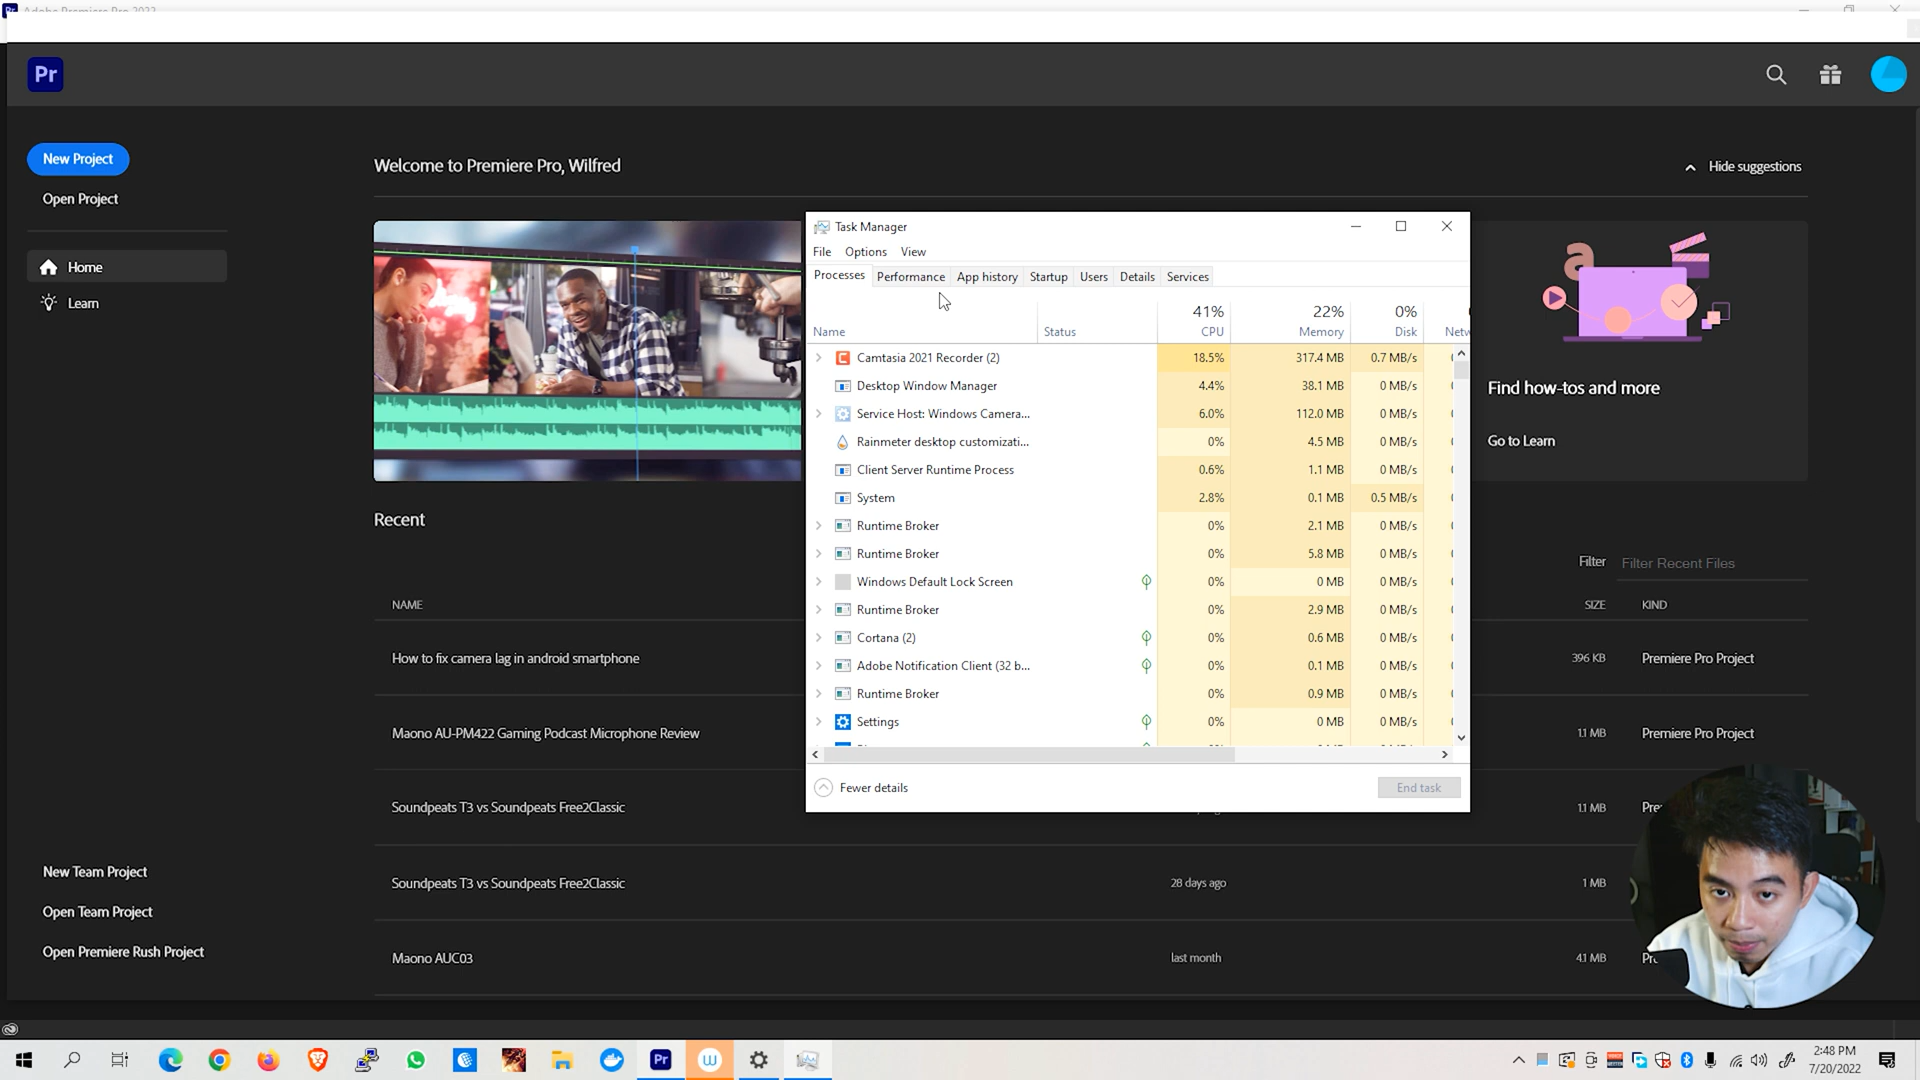 Adobe Premiere Pro 2022
Pr
New Project
Open Project
Home
Learn
New Team Project
Open Team Project
Open Premiere Rush Project
Welcome to Premiere Pro, Wilfred
Hide suggestions
Find how-tos and more
Go to Learn
Recent
Filter Filter Recent Files
NAME SIZE KIND
How to fix camera lag in android smartphone 396 KB Premiere Pro Project
Maono AU-PM422 Gaming Podcast Microphone Review 1.1 MB Premiere Pro Project
Soundpeats T3 vs Soundpeats Free2Classic 1.1 MB
Soundpeats T3 vs Soundpeats Free2Classic 28 days ago 1 MB
Maono AUC03 last month 4.1 MB
Task Manager
File Options View
Processes Performance App history Startup Users Details Services
41% 22% 0%
Name Status CPU Memory Disk Netw
Camtasia 2021 Recorder (2) 18.5% 317.4 MB 0.7 MB/s
Desktop Window Manager 4.4% 38.1 MB 0 MB/s
Service Host: Windows Camera... 6.0% 112.0 MB 0 MB/s
Rainmeter desktop customizati... 0% 4.5 MB 0 MB/s
Client Server Runtime Process 0.6% 1.1 MB 0 MB/s
System 2.8% 0.1 MB 0.5 MB/s
Runtime Broker 0% 2.1 MB 0 MB/s
Runtime Broker 0% 5.8 MB 0 MB/s
Windows Default Lock Screen 0% 0 MB 0 MB/s
Runtime Broker 0% 2.9 MB 0 MB/s
Cortana (2) 0% 0.6 MB 0 MB/s
Adobe Notification Client (32 b... 0% 0.1 MB 0 MB/s
Runtime Broker 0% 0.9 MB 0 MB/s
Settings 0% 0 MB 0 MB/s
Fewer details End task
Pr
2:48 PM
7/20/2022